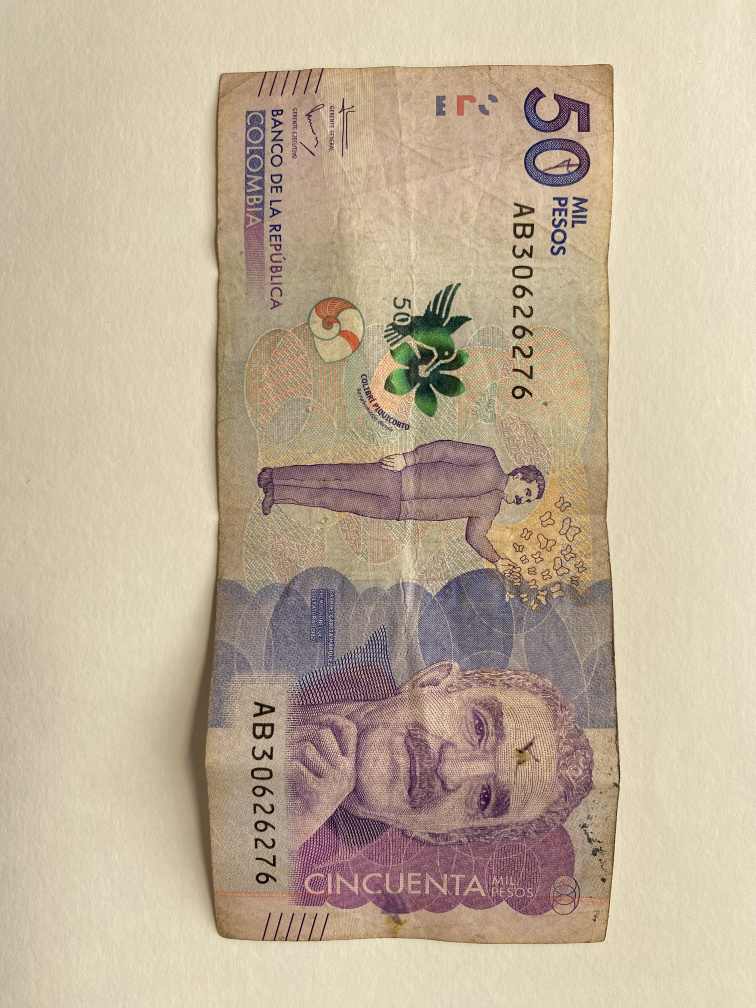 50
MIL
PESOS
AB30626276
GERENTE GENERAL
GERENTE EJECUTIVO
BANCO DE LA REPÚBLICA
COLOMBIA
50
COLIBRÍ PIQUICORTO
AB30626276
CINCUENTA
MIL
PESOS